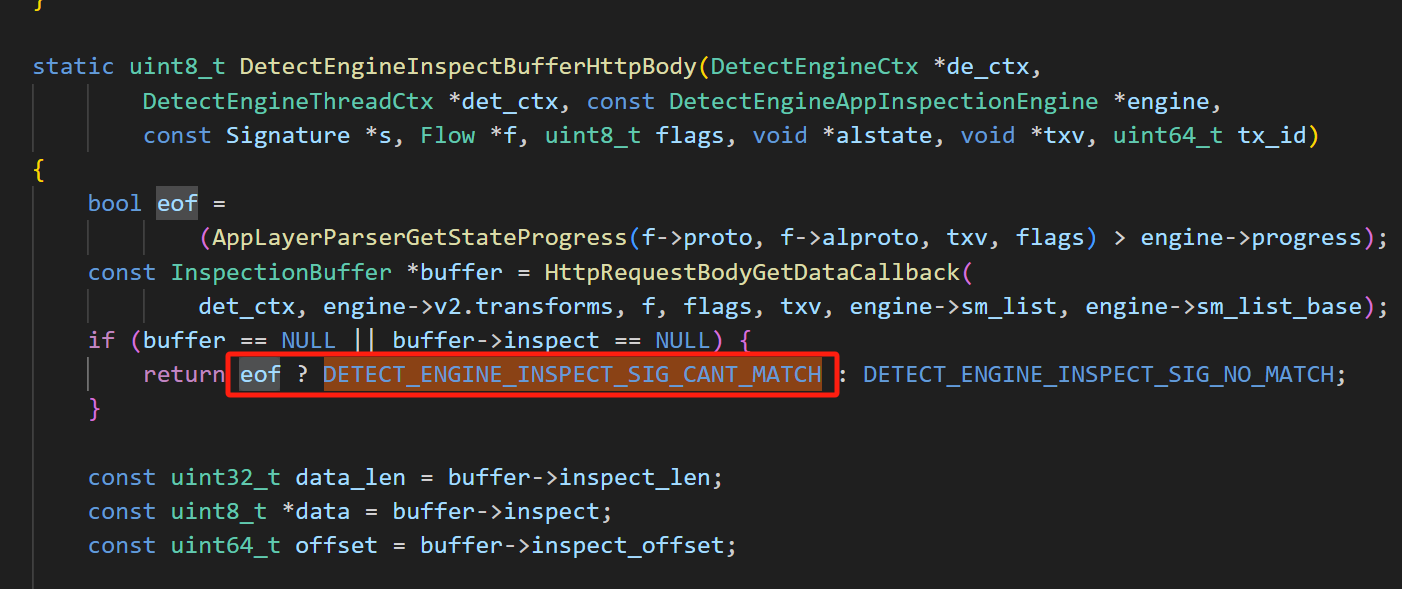 }
static uint8_t DetectEngineInspectBufferHttpBody(DetectEngineCtx *de_ctx,
DetectEngineThreadCtx *det_ctx, const DetectEngineAppInspectionEngine *engine,
const Signature *s, Flow *f, uint8_t flags, void *alstate, void *txv, uint64_t tx_id)
{
bool eof =
(AppLayerParserGetStateProgress(f->proto, f->alproto, txv, flags) > engine->progress);
const InspectionBuffer *buffer = HttpRequestBodyGetDataCallback(
det_ctx, engine->v2.transforms, f, flags, txv, engine->sm_list, engine->sm_list_base);
if (buffer == NULL || buffer->inspect == NULL) {
return eof ? DETECT_ENGINE_INSPECT_SIG_CANT_MATCH : DETECT_ENGINE_INSPECT_SIG_NO_MATCH;
}
const uint32_t data_len = buffer->inspect_len;
const uint8_t *data = buffer->inspect;
const uint64_t offset = buffer->inspect_offset;